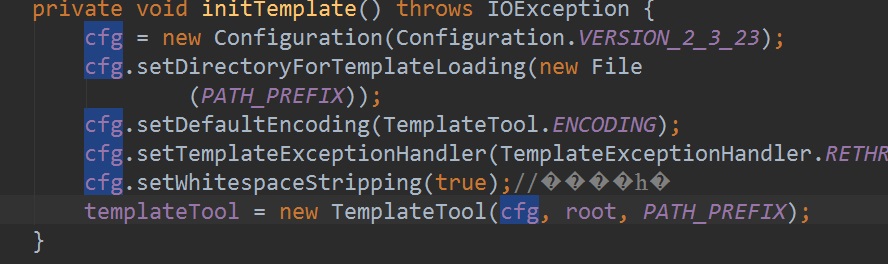 private void initTemplate() throws IOException {
cfg = new Configuration(Configuration.VERSION_2_3_23);
cfg.setDirectoryForTemplateLoading(new File
(PATH_PREFIX));
cfg.setDefaultEncoding(TemplateTool.ENCODING);
cfg.setTemplateExceptionHandler(TemplateExceptionHandler.RETHR
cfg.setWhitespaceStripping(true);//����h�
templateTool = new TemplateTool(cfg, root, PATH_PREFIX);
}